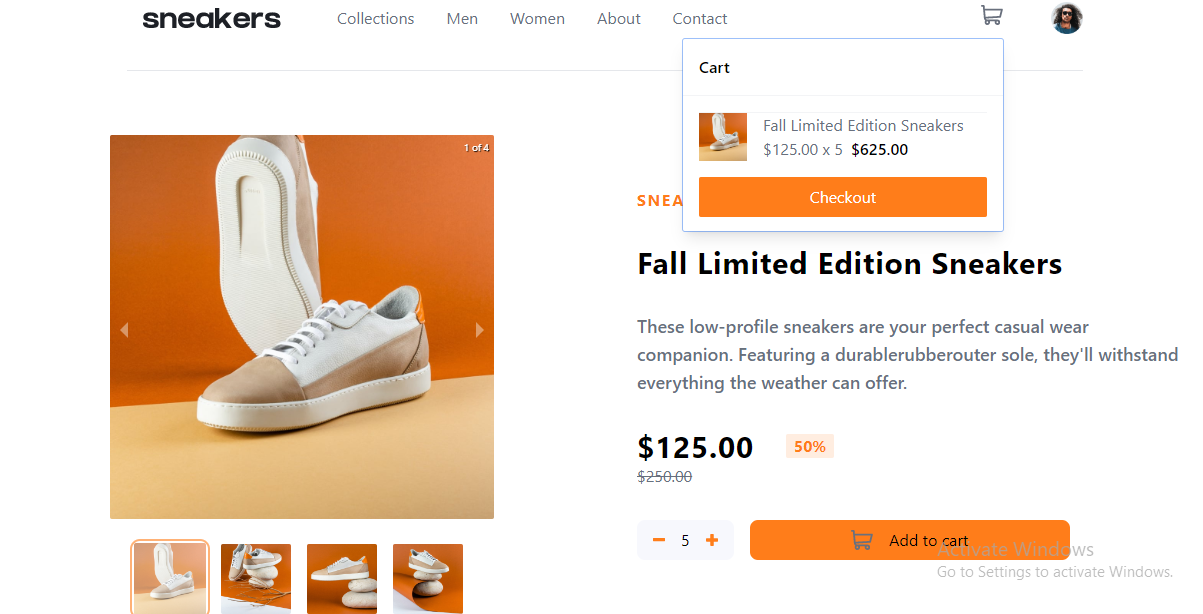 sneakers
Collections
Men
Women
About
Contact
Cart
Fall Limited Edition Sneakers
$125.00 x 5 $625.00
Checkout
1 of 4
SNEA
Fall Limited Edition Sneakers
These low-profile sneakers are your perfect casual wear
companion. Featuring a durablerubberouter sole, they'll withstand
everything the weather can offer.
$125.00
50%
$250.00
5
Add to cart
Activate Windows
Go to Settings to activate Windows.